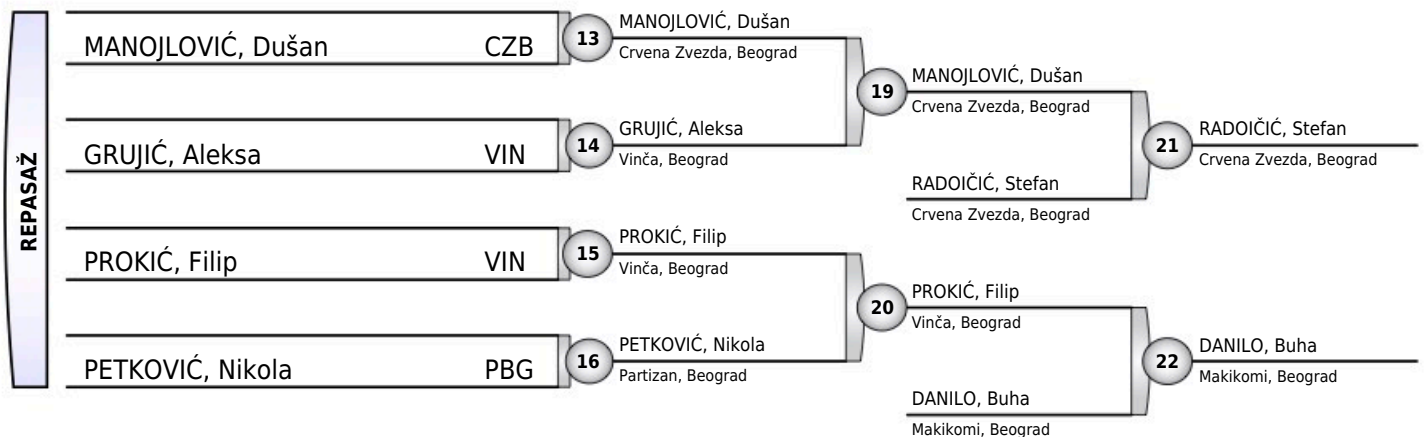 REPASAŽ
MANOJLOVIĆ, Dušan CZB
GRUJIĆ, Aleksa VIN
PROKIĆ, Filip VIN
PETKOVIĆ, Nikola PBG
13
MANOJLOVIĆ, Dušan
Crvena Zvezda, Beograd
14
GRUJIĆ, Aleksa
Vinča, Beograd
15
PROKIĆ, Filip
Vinča, Beograd
16
PETKOVIĆ, Nikola
Partizan, Beograd
19
MANOJLOVIĆ, Dušan
Crvena Zvezda, Beograd
RADOIČIĆ, Stefan
Crvena Zvezda, Beograd
20
PROKIĆ, Filip
Vinča, Beograd
DANILO, Buha
Makikomi, Beograd
21
RADOIČIĆ, Stefan
Crvena Zvezda, Beograd
22
DANILO, Buha
Makikomi, Beograd